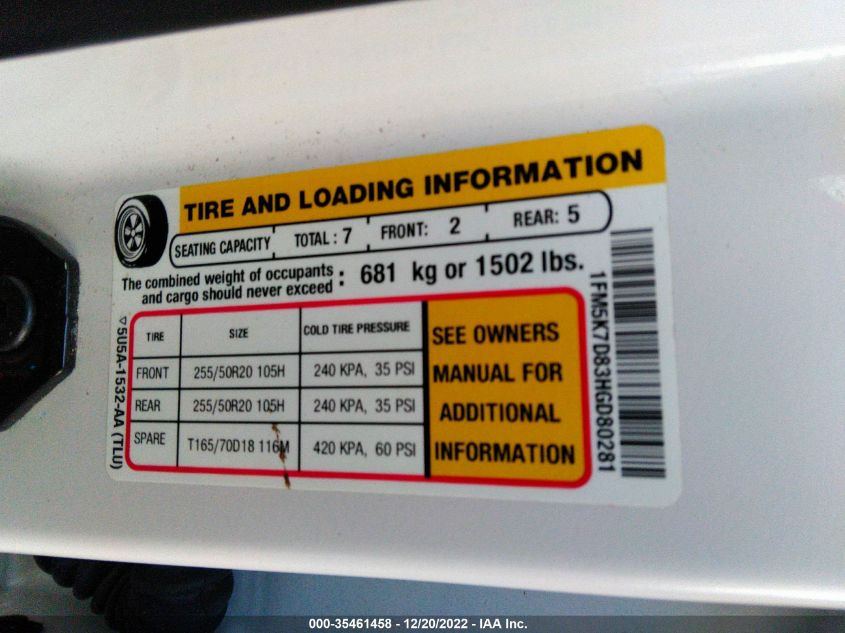 TIRE AND LOADING INFORMATION
SEATING CAPACITY TOTAL : 7 FRONT: 2 REAR: 5
The combined weight of occupants
and cargo should never exceed : 681 kg or 1502 lbs.
TIRE SIZE COLD TIRE PRESSURE
FRONT 255/50R20 105H 240 KPA, 35 PSI
REAR 255/50R20 105H 240 KPA, 35 PSI
SPARE T165/70D18 116M 420 KPA, 60 PSI
SEE OWNERS
MANUAL FOR
ADDITIONAL
INFORMATION
5U5A-1532-AA (TLU)
1FM5K7D83HGD80281
000-35461458 - 12/20/2022 - IAA Inc.